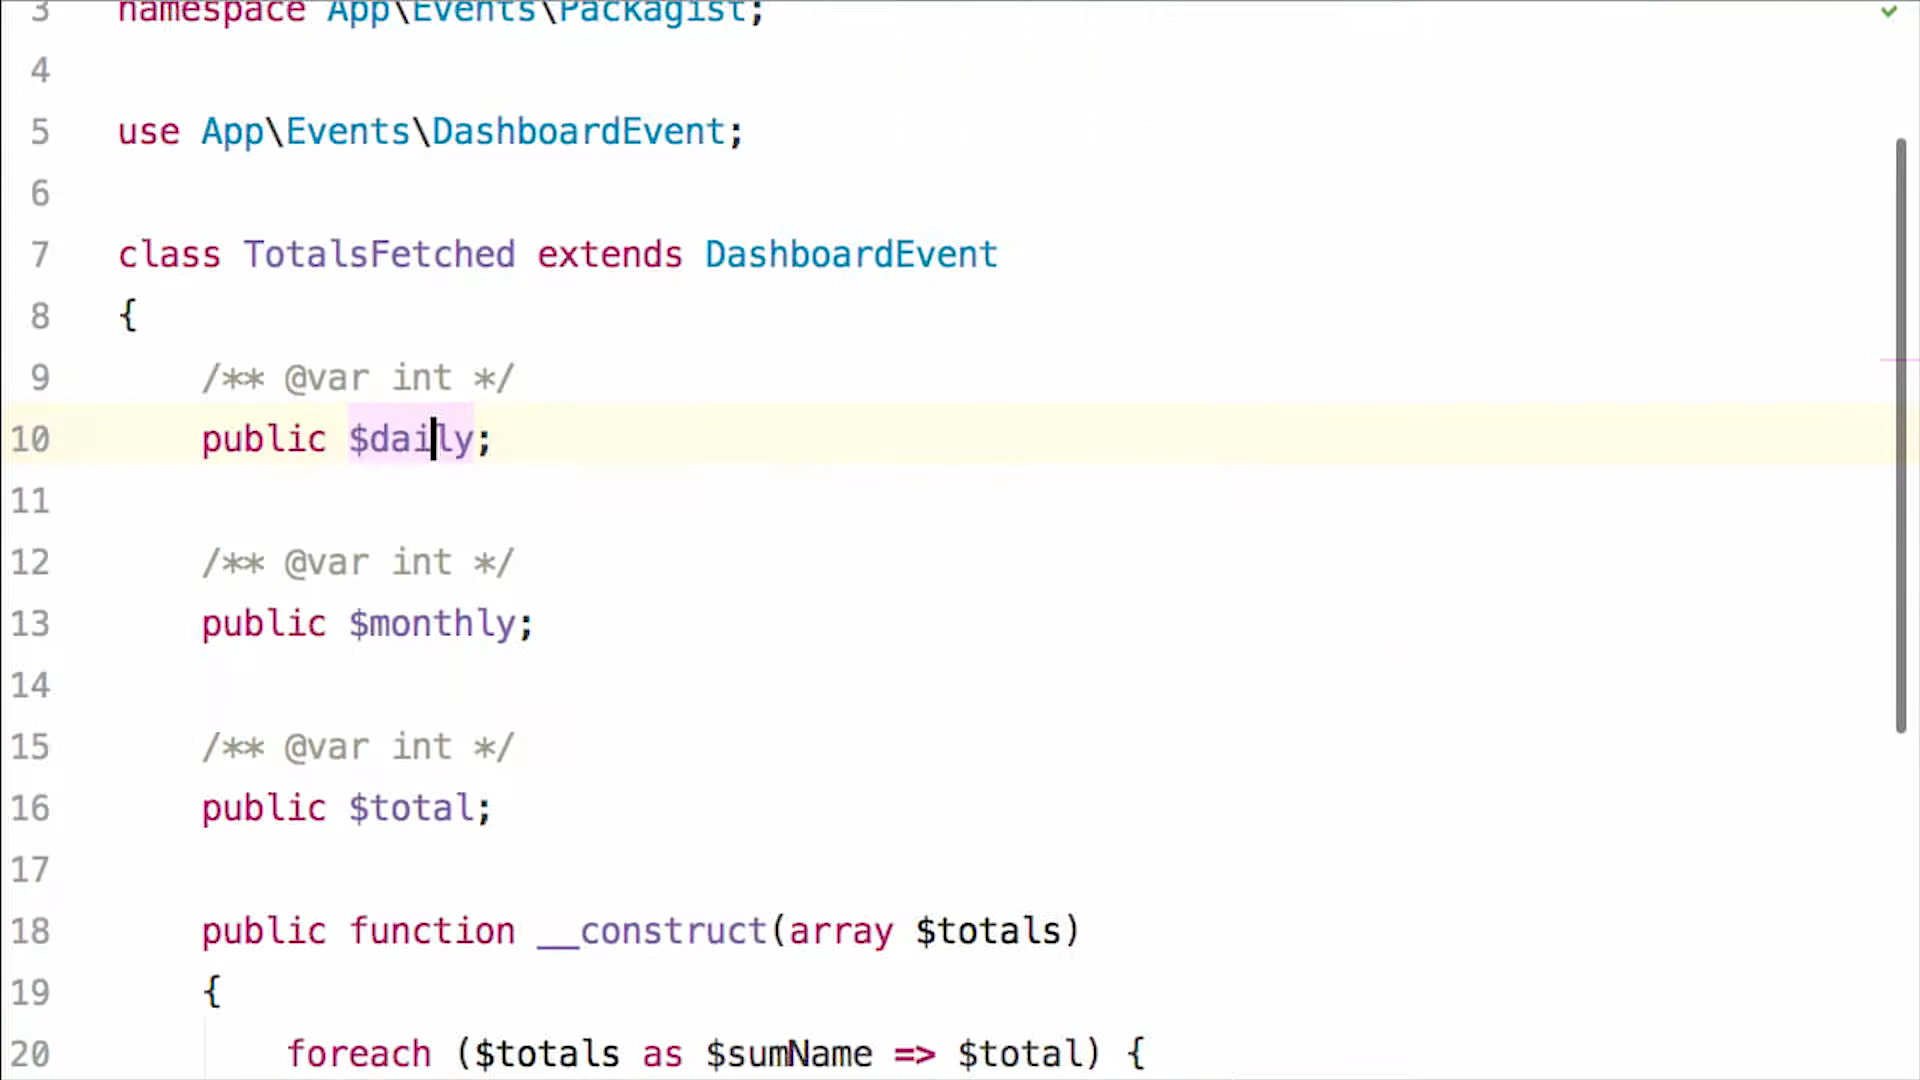 3 namespace App\Events\Packagist;
4
5 use App\Events\DashboardEvent;
6
7 class TotalsFetched extends DashboardEvent
8 {
9 /** @var int */
10 public $daily;
11
12 /** @var int */
13 public $monthly;
14
15 /** @var int */
16 public $total;
17
18 public function __construct(array $totals)
19 {
20 foreach ($totals as $sumName => $total) {